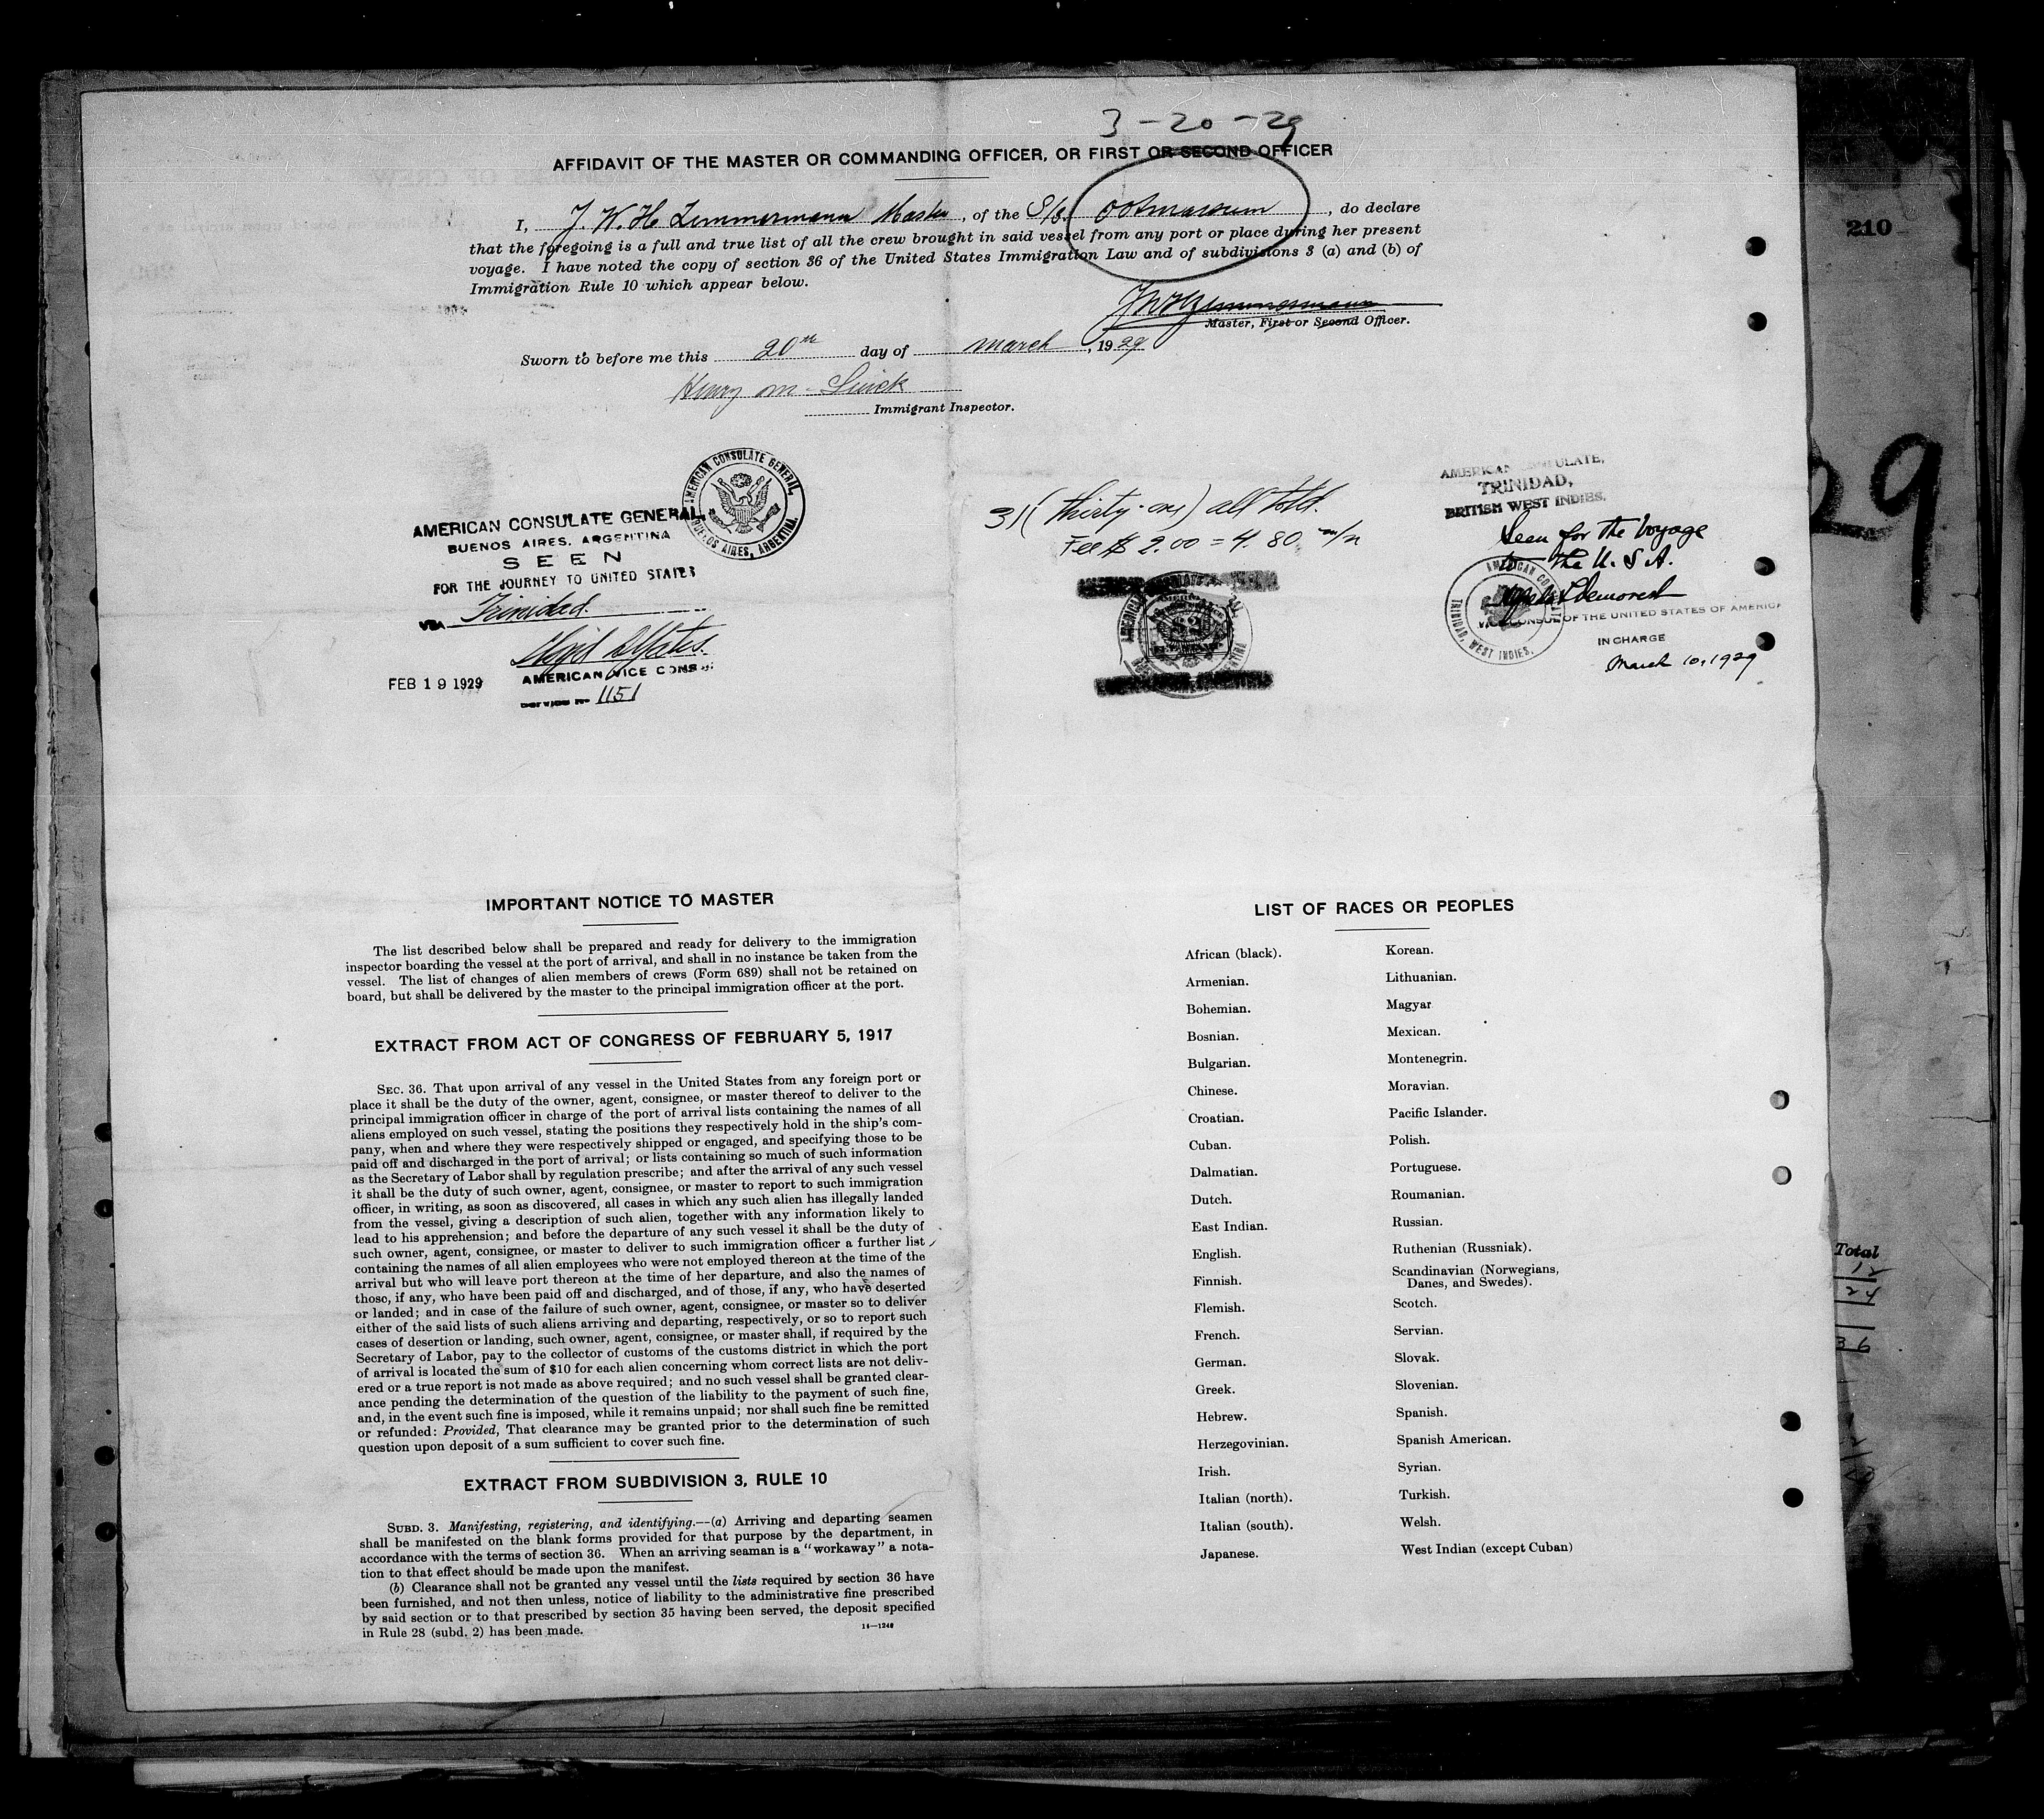 3-20-29
AFFIDAVIT OF THE MASTER OR COMMANDING OFFICER, OR FIRST OR SECOND OFFICER
I, J. W. H. Zimmermann Master, of the S/S. Ootmarsum, do declare
that the foregoing is a full and true list of all the crew brought in said vessel from any port or place during her present
voyage. I have noted the copy of section 36 of the United States Immigration Law and of subdivisions 3 (a) and (b) of
Immigration Rule 10 which appear below.
JWHZimmermann
Master, First or Second Officer.
Sworn to before me this 20th day of March, 1929
Henry M
Immigrant Inspector.
AMERICAN CONSULATE GENERAL,
BUENOS AIRES, ARGENTINA
SEEN
FOR THE JOURNEY TO UNITED STATES
VIA Trinidad.
AMERICAN VICE CONSUL
FEB 19 1929
Service No 1151
AMERICAN CONSULATE GENERAL,
BUENOS AIRES, ARGENTINA.
31 (thirty-one) all told.
Fee $ 2.00 = 4.80 m/n
$2
AMERICAN CONSULATE,
TRINIDAD,
BRITISH WEST INDIES.
Seen for the Voyage
to the U.S.A.
VICE CONSUL OF THE UNITED STATES OF AMERICA
IN CHARGE
March 10, 1929
AMERICAN CONSULATE
TRINIDAD, WEST INDIES.
210
29
IMPORTANT NOTICE TO MASTER
The list described below shall be prepared and ready for delivery to the immigration
inspector boarding the vessel at the port of arrival, and shall in no instance be taken from the
vessel. The list of changes of alien members of crews (Form 689) shall not be retained on
board, but shall be delivered by the master to the principal immigration officer at the port.
EXTRACT FROM ACT OF CONGRESS OF FEBRUARY 5, 1917
SEC. 36. That upon arrival of any vessel in the United States from any foreign port or
place it shall be the duty of the owner, agent, consignee, or master thereof to deliver to the
principal immigration officer in charge of the port of arrival lists containing the names of all
aliens employed on such vessel, stating the positions they respectively hold in the ship's com-
pany, when and where they were respectively shipped or engaged, and specifying those to be
paid off and discharged in the port of arrival; or lists containing so much of such information
as the Secretary of Labor shall by regulation prescribe; and after the arrival of any such vessel
it shall be the duty of such owner, agent, consignee, or master to report to such immigration
officer, in writing, as soon as discovered, all cases in which any such alien has illegally landed
from the vessel, giving a description of such alien, together with any information likely to
lead to his apprehension; and before the departure of any such vessel it shall be the duty of
such owner, agent, consignee, or master to deliver to such immigration officer a further list
containing the names of all alien employees who were not employed thereon at the time of the
arrival but who will leave port thereon at the time of her departure, and also the names of
those, if any, who have been paid off and discharged, and of those, if any, who have deserted
or landed; and in case of the failure of such owner, agent, consignee, or master so to deliver
either of the said lists of such aliens arriving and departing, respectively, or so to report such
cases of desertion or landing, such owner, agent, consignee, or master shall, if required by the
Secretary of Labor, pay to the collector of customs of the customs district in which the port
of arrival is located the sum of $10 for each alien concerning whom correct lists are not deliv-
ered or a true report is not made as above required; and no such vessel shall be granted clear-
ance pending the determination of the question of the liability to the payment of such fine,
and, in the event such fine is imposed, while it remains unpaid; nor shall such fine be remitted
or refunded: Provided, That clearance may be granted prior to the determination of such
question upon deposit of a sum sufficient to cover such fine.
EXTRACT FROM SUBDIVISION 3, RULE 10
SUBD. 3. Manifesting, registering, and identifying.—(a) Arriving and departing seamen
shall be manifested on the blank forms provided for that purpose by the department, in
accordance with the terms of section 36. When an arriving seaman is a "workaway" a nota-
tion to that effect should be made upon the manifest.
(b) Clearance shall not be granted any vessel until the lists required by section 36 have
been furnished, and not then unless, notice of liability to the administrative fine prescribed
by said section or to that prescribed by section 35 having been served, the deposit specified
in Rule 28 (subd. 2) has been made.
14—1240
LIST OF RACES OR PEOPLES
African (black).
Armenian.
Bohemian.
Bosnian.
Bulgarian.
Chinese.
Croatian.
Cuban.
Dalmatian.
Dutch.
East Indian.
English.
Finnish.
Flemish.
French.
German.
Greek.
Hebrew.
Herzegovinian.
Irish.
Italian (north).
Italian (south).
Japanese.
Korean.
Lithuanian.
Magyar
Mexican.
Montenegrin.
Moravian.
Pacific Islander.
Polish.
Portuguese.
Roumanian.
Russian.
Ruthenian (Russniak).
Scandinavian (Norwegians,
Danes, and Swedes).
Scotch.
Servian.
Slovak.
Slovenian.
Spanish.
Spanish American.
Syrian.
Turkish.
Welsh.
West Indian (except Cuban)
Total
12
24
36